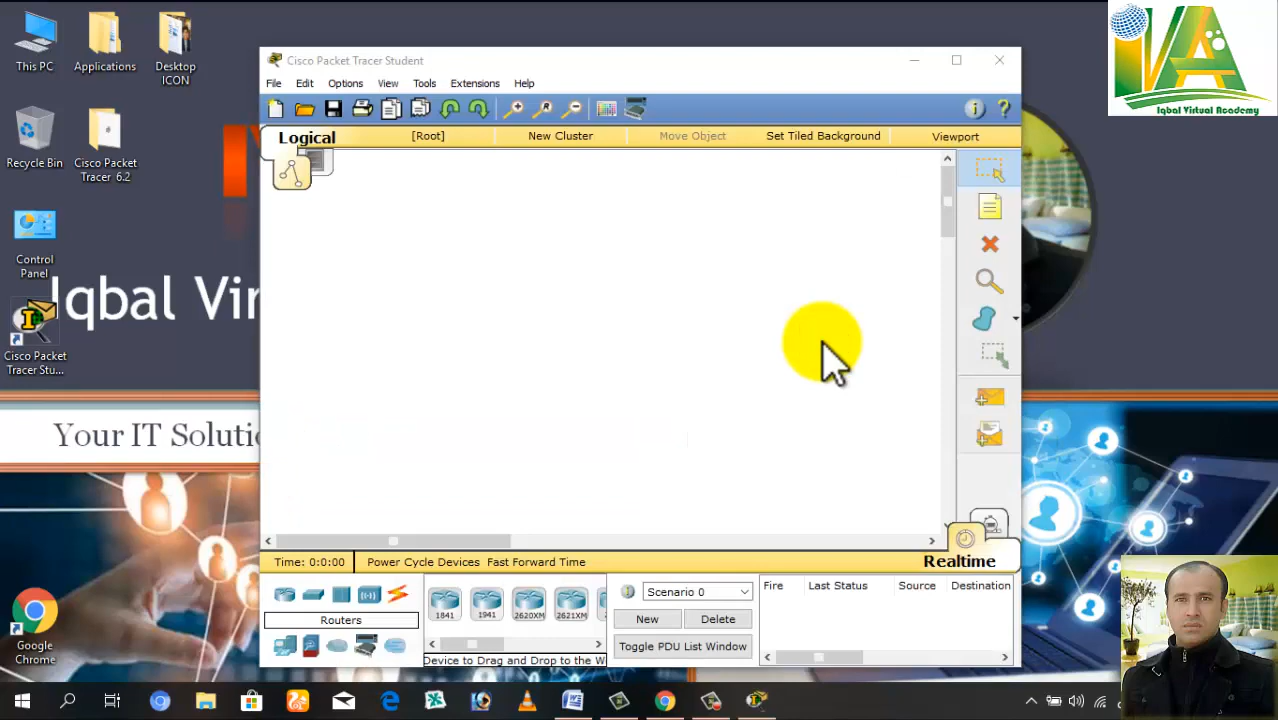 This PC
Applications
Desktop
ICON
Recycle Bin
Cisco Packet
Tracer 6.2
Control
Panel
Cisco Packet
Tracer Stu...
Google
Chrome
Iqbal Vir
Your IT Solutio
Cisco Packet Tracer Student
File Edit Options View Tools Extensions Help
Logical [Root] New Cluster Move Object Set Tiled Background Viewport
Time: 0:0:00 Power Cycle Devices Fast Forward Time Realtime
Routers
1841 1941 2620XM 2621XM
Device to Drag and Drop to the W
Scenario 0
New Delete
Toggle PDU List Window
Fire Last Status Source Destination
IVA
Iqbal Virtual Academy